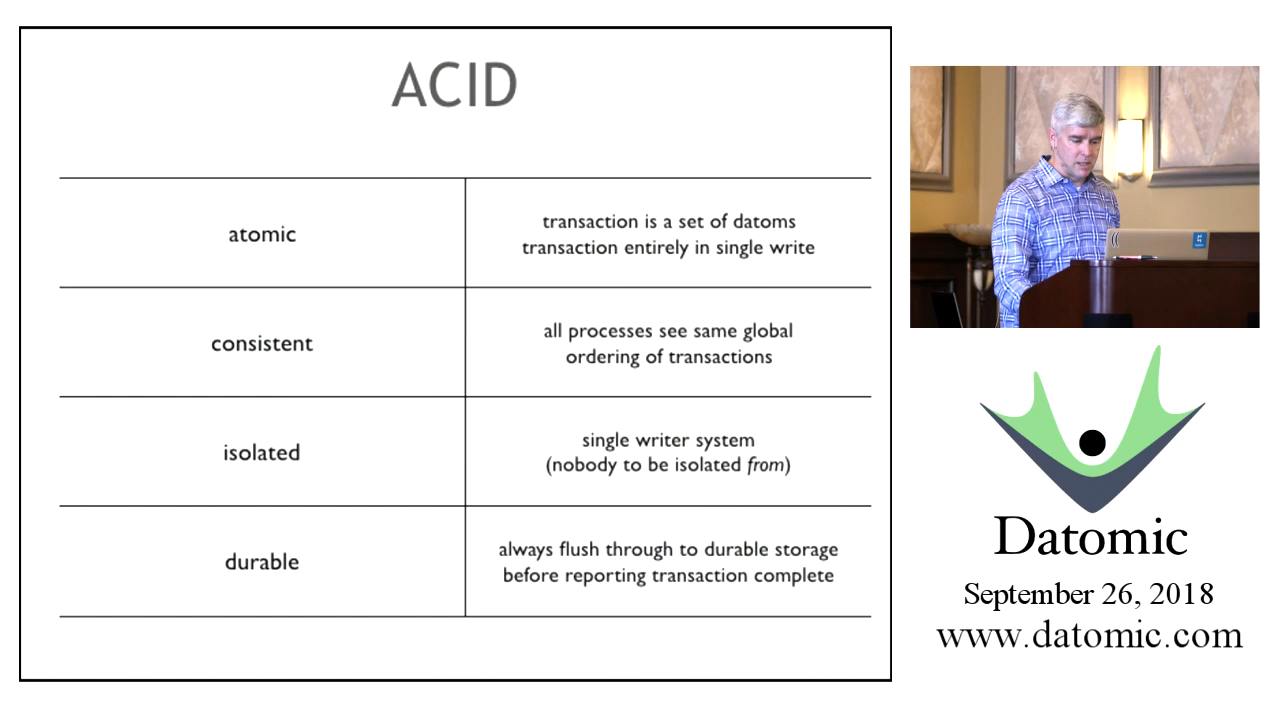 ACID
atomic
transaction is a set of datoms
transaction entirely in single write
consistent
all processes see same global
ordering of transactions
isolated
single writer system
(nobody to be isolated from)
durable
always flush through to durable storage
before reporting transaction complete
Datomic
September 26, 2018
www.datomic.com